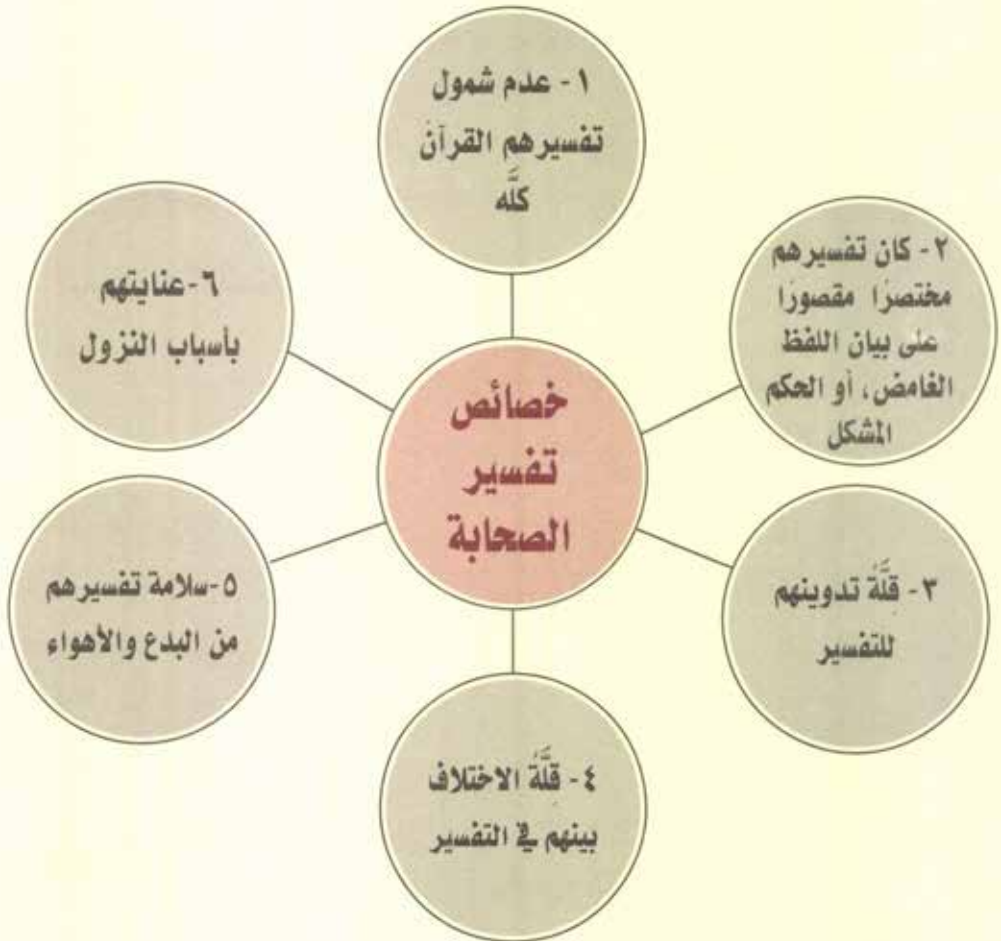 خصائص
تفسير
الصحابة
١- عدم شمول
تفسيرهم القرآنَ
كلَّه
٢- كان تفسيرهم
مختصرًا مقصورًا
على بيان اللفظ
الغامض، أو الحكم
المشكل
٣- قِلَّةُ تدوينهم
للتفسير
٤- قِلَّةُ الاختلاف
بينهم في التفسير
٥-سلامة تفسيرهم
من البدع والأهواء
٦-عنايتهم
بأسباب النزول